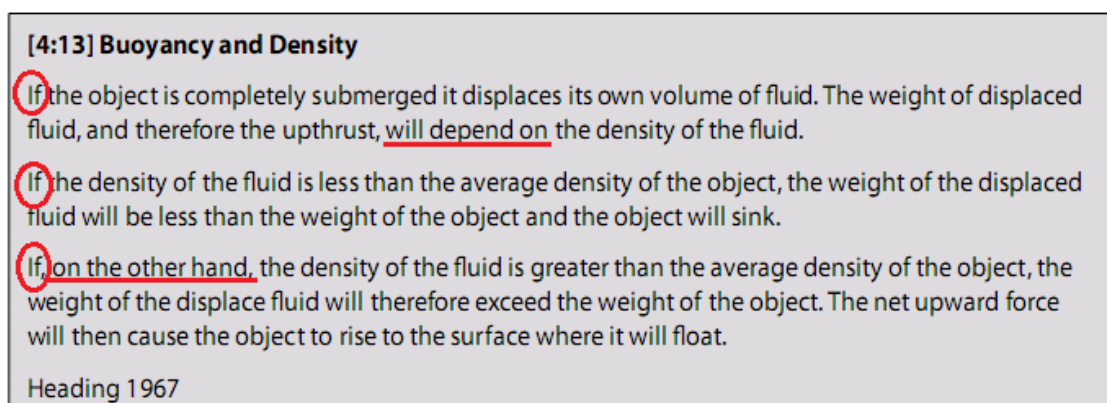 [4:13] Buoyancy and Density
If the object is completely submerged it displaces its own volume of fluid. The weight of displaced
fluid, and therefore the upthrust, will depend on the density of the fluid.
If the density of the fluid is less than the average density of the object, the weight of the displaced
fluid will be less than the weight of the object and the object will sink.
If, on the other hand, the density of the fluid is greater than the average density of the object, the
weight of the displace fluid will therefore exceed the weight of the object. The net upward force
will then cause the object to rise to the surface where it will float.
Heading 1967